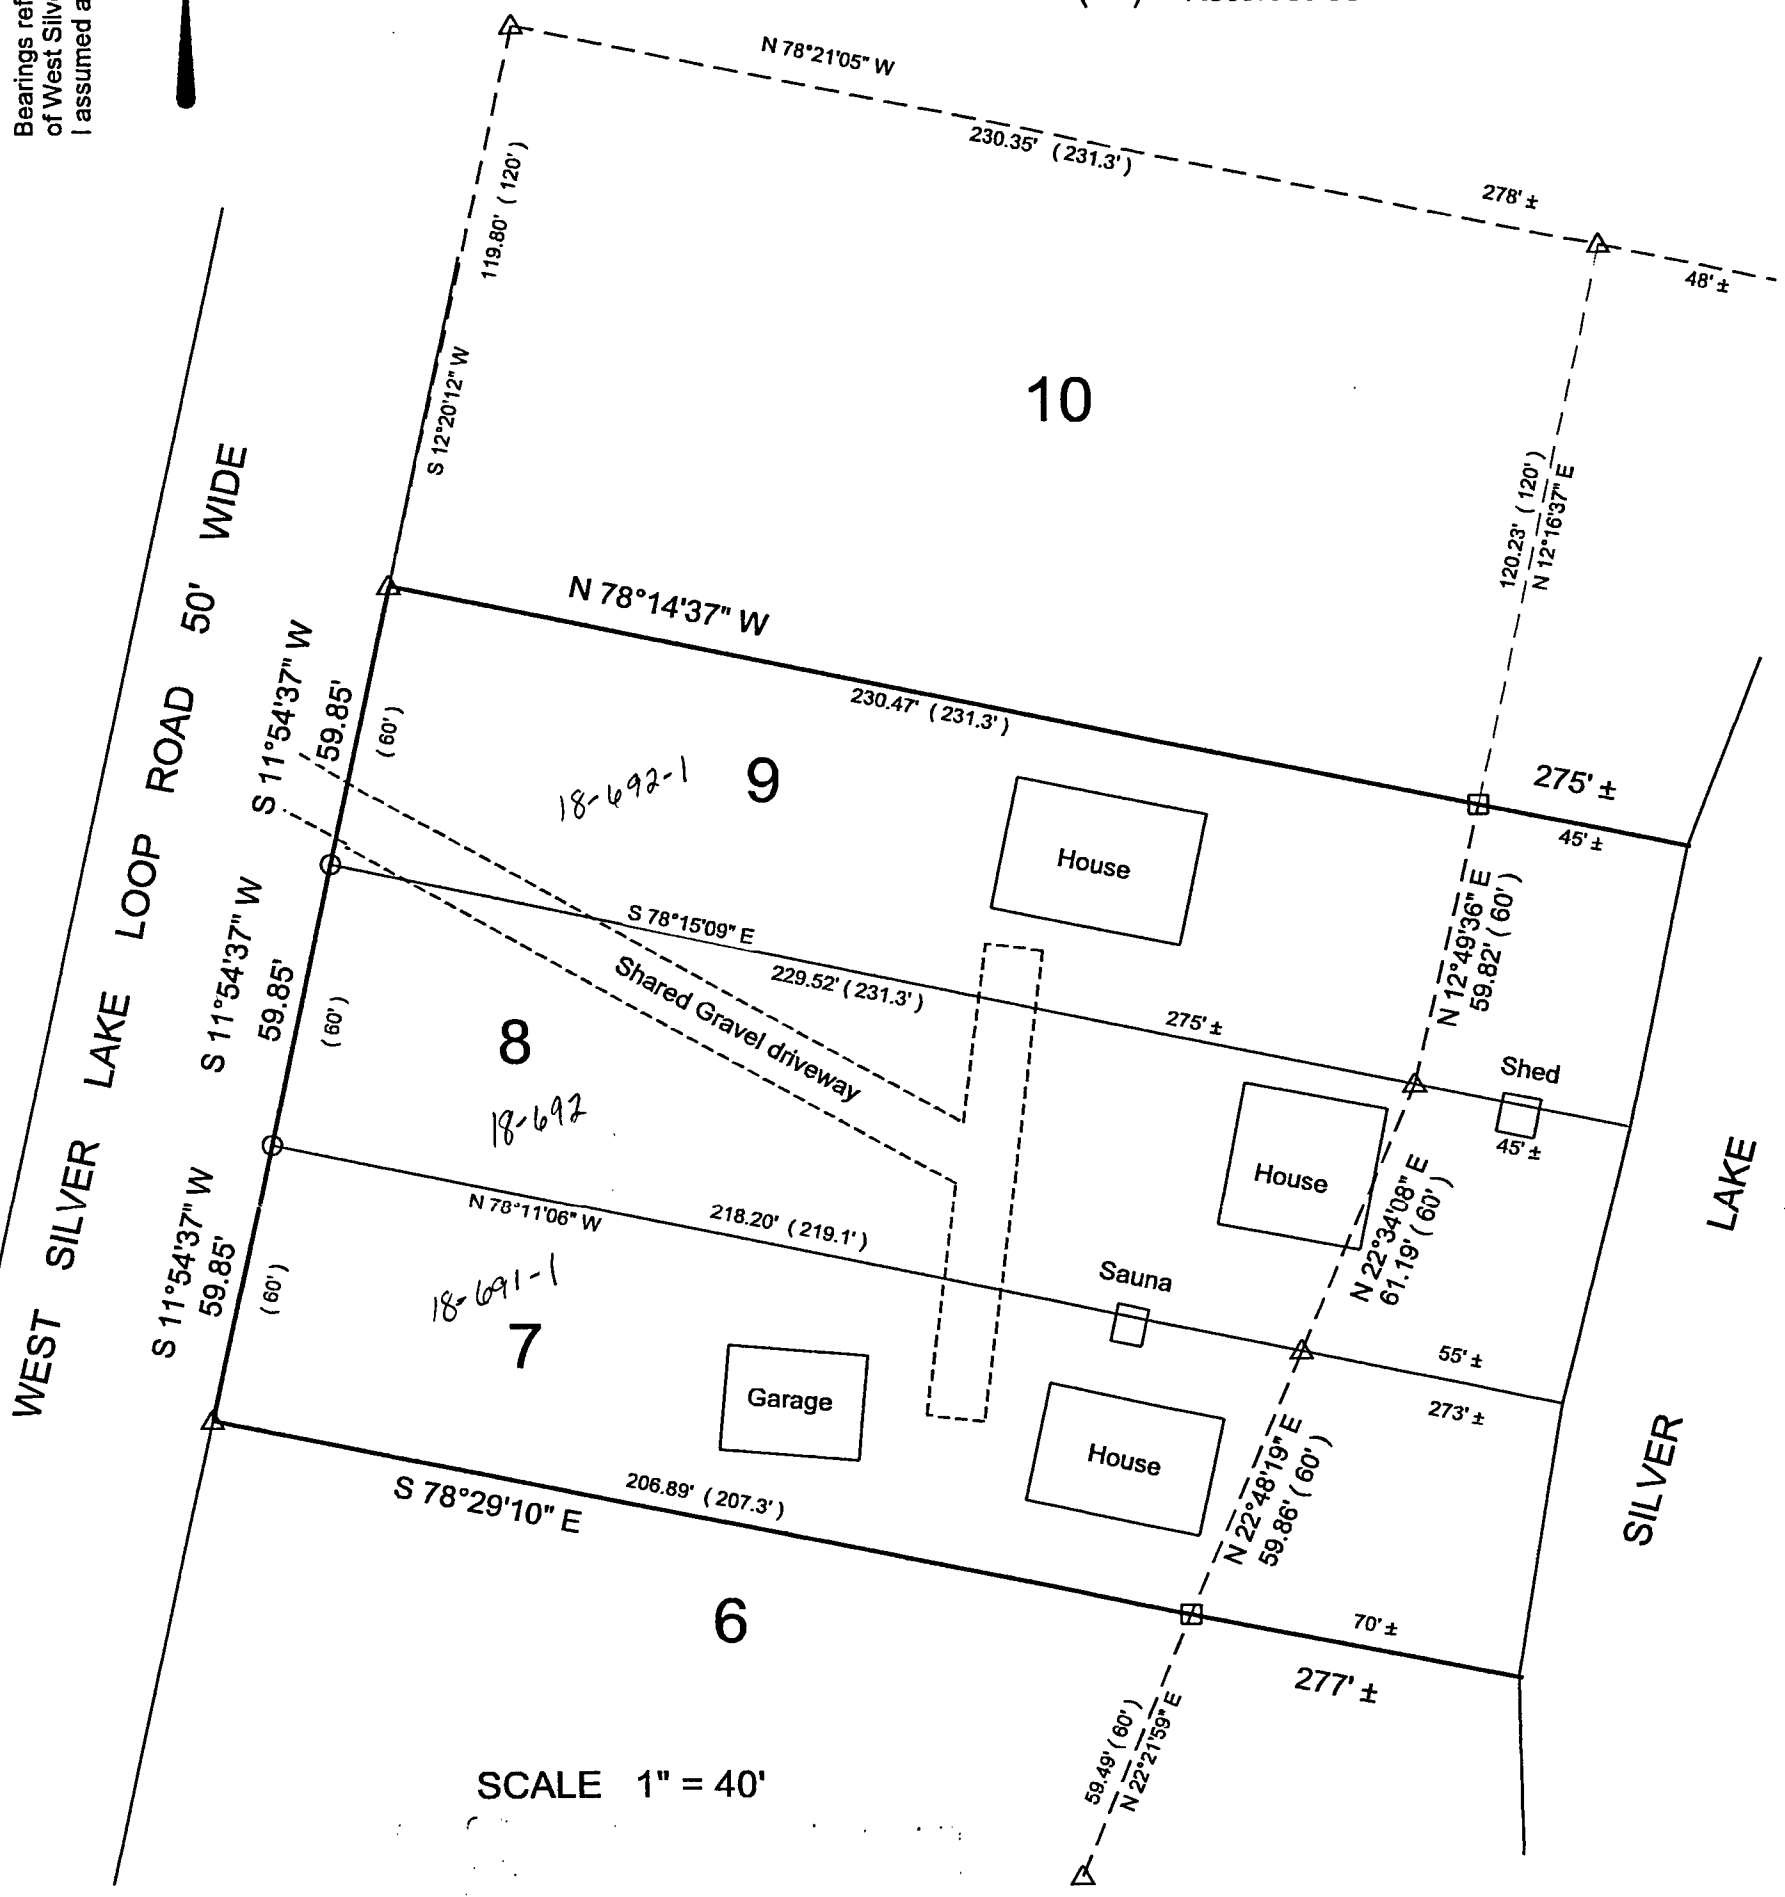 Bearings ref
of West Silv
I assumed a
N 78°21'05" W
230.35' ( 231.3' )
278' ±
48' ±
119.80' ( 120' )
S 12°20'12" W
10
120.23' ( 120' )
N 12°16'37" E
WEST SILVER LAKE LOOP ROAD 50' WIDE
N 78°14'37" W
230.47' ( 231.3' )
275' ±
45' ±
S 11°54'37" W
59.85'
( 60' )
9
18-692-1
House
N 12°49'36" E
59.82' ( 60' )
S 78°15'09" E
229.52' ( 231.3' )
275' ±
Shed
45' ±
Shared Gravel driveway
S 11°54'37" W
59.85'
( 60' )
8
18-692
House
N 22°34'08" E
61.19' ( 60' )
N 78°11'06" W
218.20' ( 219.1' )
Sauna
55' ±
273' ±
S 11°54'37" W
59.85'
( 60' )
18-691-1
7
Garage
House
N 22°48'19" E
59.86' ( 60' )
S 78°29'10" E
206.89' ( 207.3' )
70' ±
277' ±
SILVER LAKE
6
59.49' ( 60' )
N 22°21'59" E
SCALE 1" = 40'